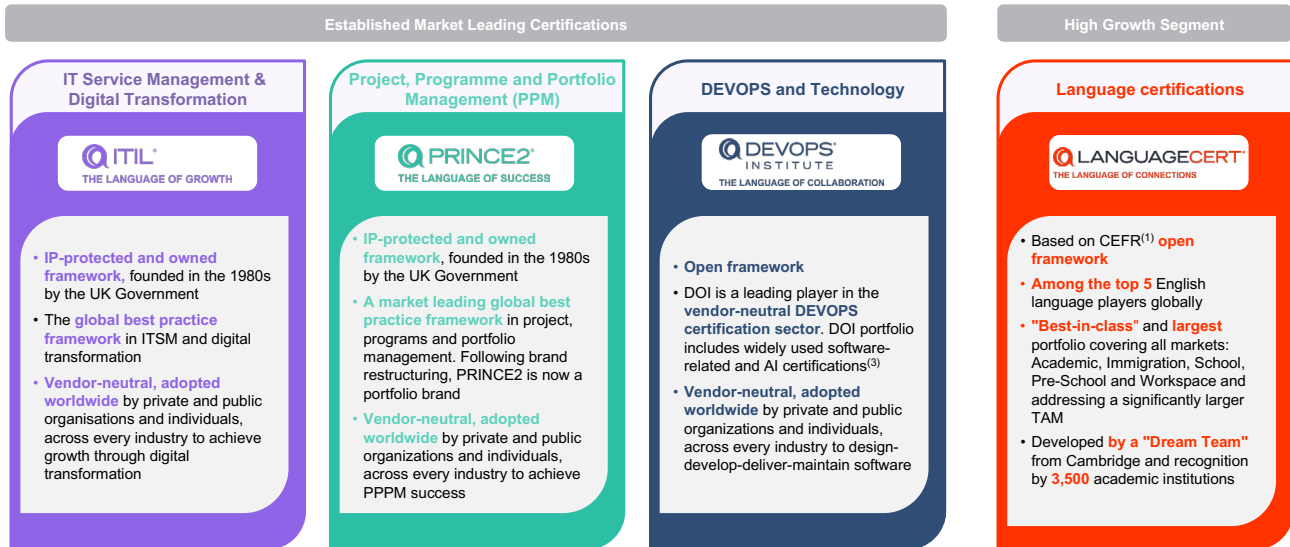 Established Market Leading Certifications
High Growth Segment
IT Service Management &
Digital Transformation
ITIL®
THE LANGUAGE OF GROWTH
• IP-protected and owned
framework, founded in the 1980s
by the UK Government
• The global best practice
framework in ITSM and digital
transformation
• Vendor-neutral, adopted
worldwide by private and public
organisations and individuals,
across every industry to achieve
growth through digital
transformation
Project, Programme and Portfolio
Management (PPM)
PRINCE2®
THE LANGUAGE OF SUCCESS
• IP-protected and owned
framework, founded in the 1980s
by the UK Government
• A market leading global best
practice framework in project,
programs and portfolio
management. Following brand
restructuring, PRINCE2 is now a
portfolio brand
• Vendor-neutral, adopted
worldwide by private and public
organizations and individuals,
across every industry to achieve
PPPM success
DEVOPS and Technology
DEVOPS®
INSTITUTE
THE LANGUAGE OF COLLABORATION
• Open framework
• DOI is a leading player in the
vendor-neutral DEVOPS
certification sector. DOI portfolio
includes widely used software-
related and AI certifications(3)
• Vendor-neutral, adopted
worldwide by private and public
organizations and individuals,
across every industry to design-
develop-deliver-maintain software
Language certifications
LANGUAGECERT®
THE LANGUAGE OF CONNECTIONS
• Based on CEFR(1) open
framework
• Among the top 5 English
language players globally
• "Best-in-class" and largest
portfolio covering all markets:
Academic, Immigration, School,
Pre-School and Workspace and
addressing a significantly larger
TAM
• Developed by a "Dream Team"
from Cambridge and recognition
by 3,500 academic institutions